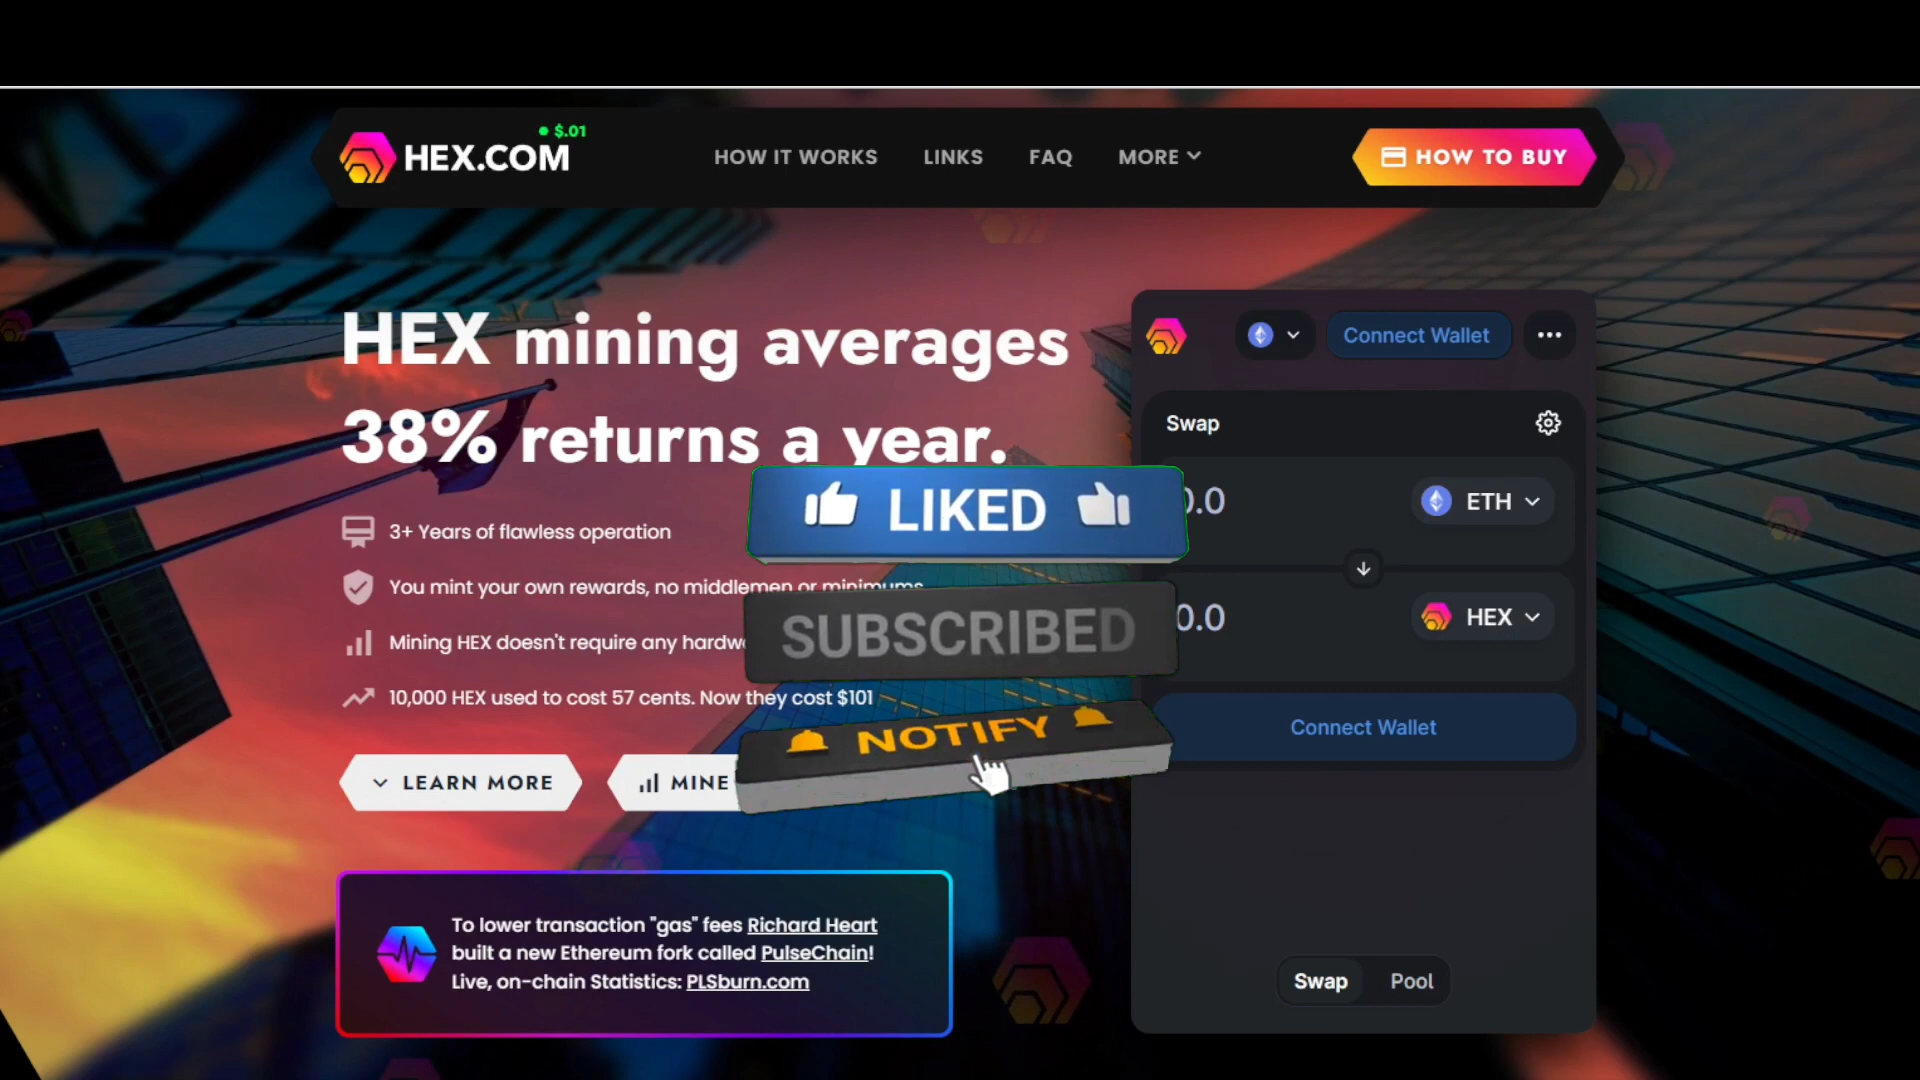 $.01
HEX.COM
HOW IT WORKS
LINKS
FAQ
MORE
HOW TO BUY
HEX mining averages
38% returns a year.
3+ Years of flawless operation
You mint your own rewards, no middlemen or minimums
Mining HEX doesn't require any
10,000 HEX used to cost 57 cents. Now they cost $101
LEARN MORE
MINE
To lower transaction "gas" fees Richard Heart
built a new Ethereum fork called PulseChain!
Live, on-chain Statistics: PLSburn.com
LIKED
SUBSCRIBED
NOTIFY
Connect Wallet
Swap
0.0
ETH
0.0
HEX
Connect Wallet
Swap
Pool